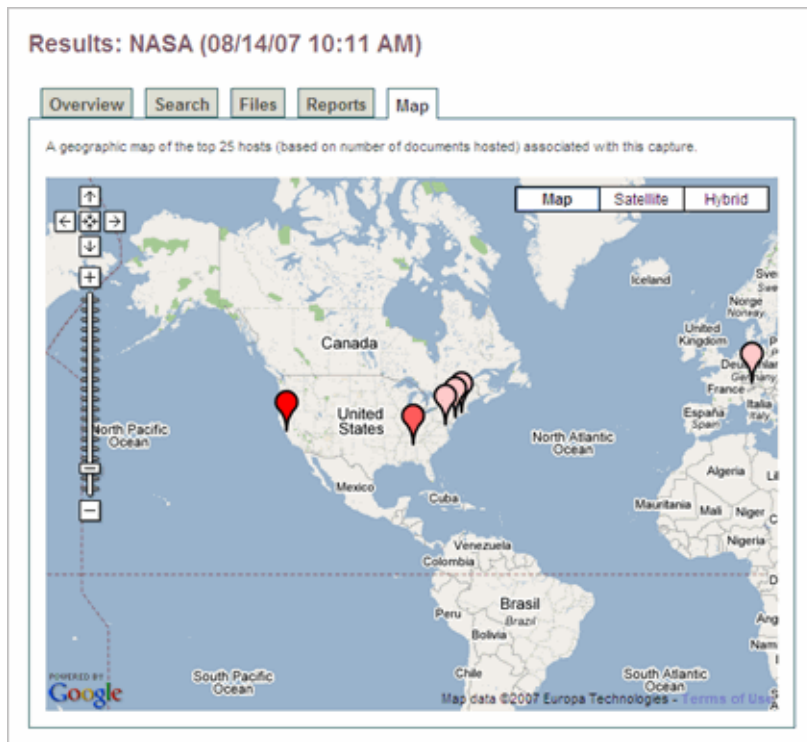 Results: NASA (08/14/07 10:11 AM)
Overview Search Files Reports Map
A geographic map of the top 25 hosts (based on number of documents hosted) associated with this capture.
Map Satellite Hybrid
Iceland
Norge
Norway
United
Kingdom
Canada
Germany
France
Italia
Italy
España
Spain
United
States
North Pacific
Ocean
North Atlantic
Ocean
Algeria
Mexico
Cuba
Mauritania
Mali
Niger
Nigeria
Venezuela
Colombia
Brasil
Brazil
Peru
Bolivia
Chile
South Pacific
Ocean
South Atlantic
Ocean
POWERED BY
Google
Map data ©2007 Europa Technologies - Terms of Use